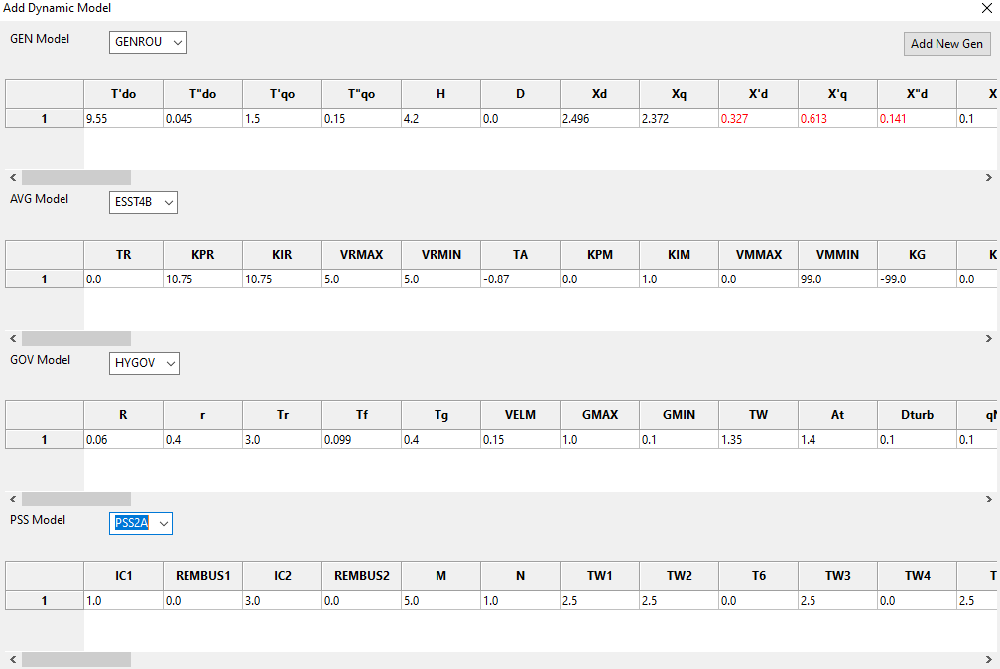 Add Dynamic Model
GEN Model GENROU Add New Gen
T'do T"do T'qo T"qo H D Xd Xq X'd X'q X"d X
1 9.55 0.045 1.5 0.15 4.2 0.0 2.496 2.372 0.327 0.613 0.141 0.1
AVG Model ESST4B
TR KPR KIR VRMAX VRMIN TA KPM KIM VMMAX VMMIN KG K
1 0.0 10.75 10.75 5.0 5.0 -0.87 0.0 1.0 0.0 99.0 -99.0 0.0
GOV Model HYGOV
R r Tr Tf Tg VELM GMAX GMIN TW At Dturb qN
1 0.06 0.4 3.0 0.099 0.4 0.15 1.0 0.1 1.35 1.4 0.1 0.1
PSS Model PSS2A
IC1 REMBUS1 IC2 REMBUS2 M N TW1 TW2 T6 TW3 TW4 T
1 1.0 0.0 3.0 0.0 5.0 1.0 2.5 2.5 0.0 2.5 0.0 2.5